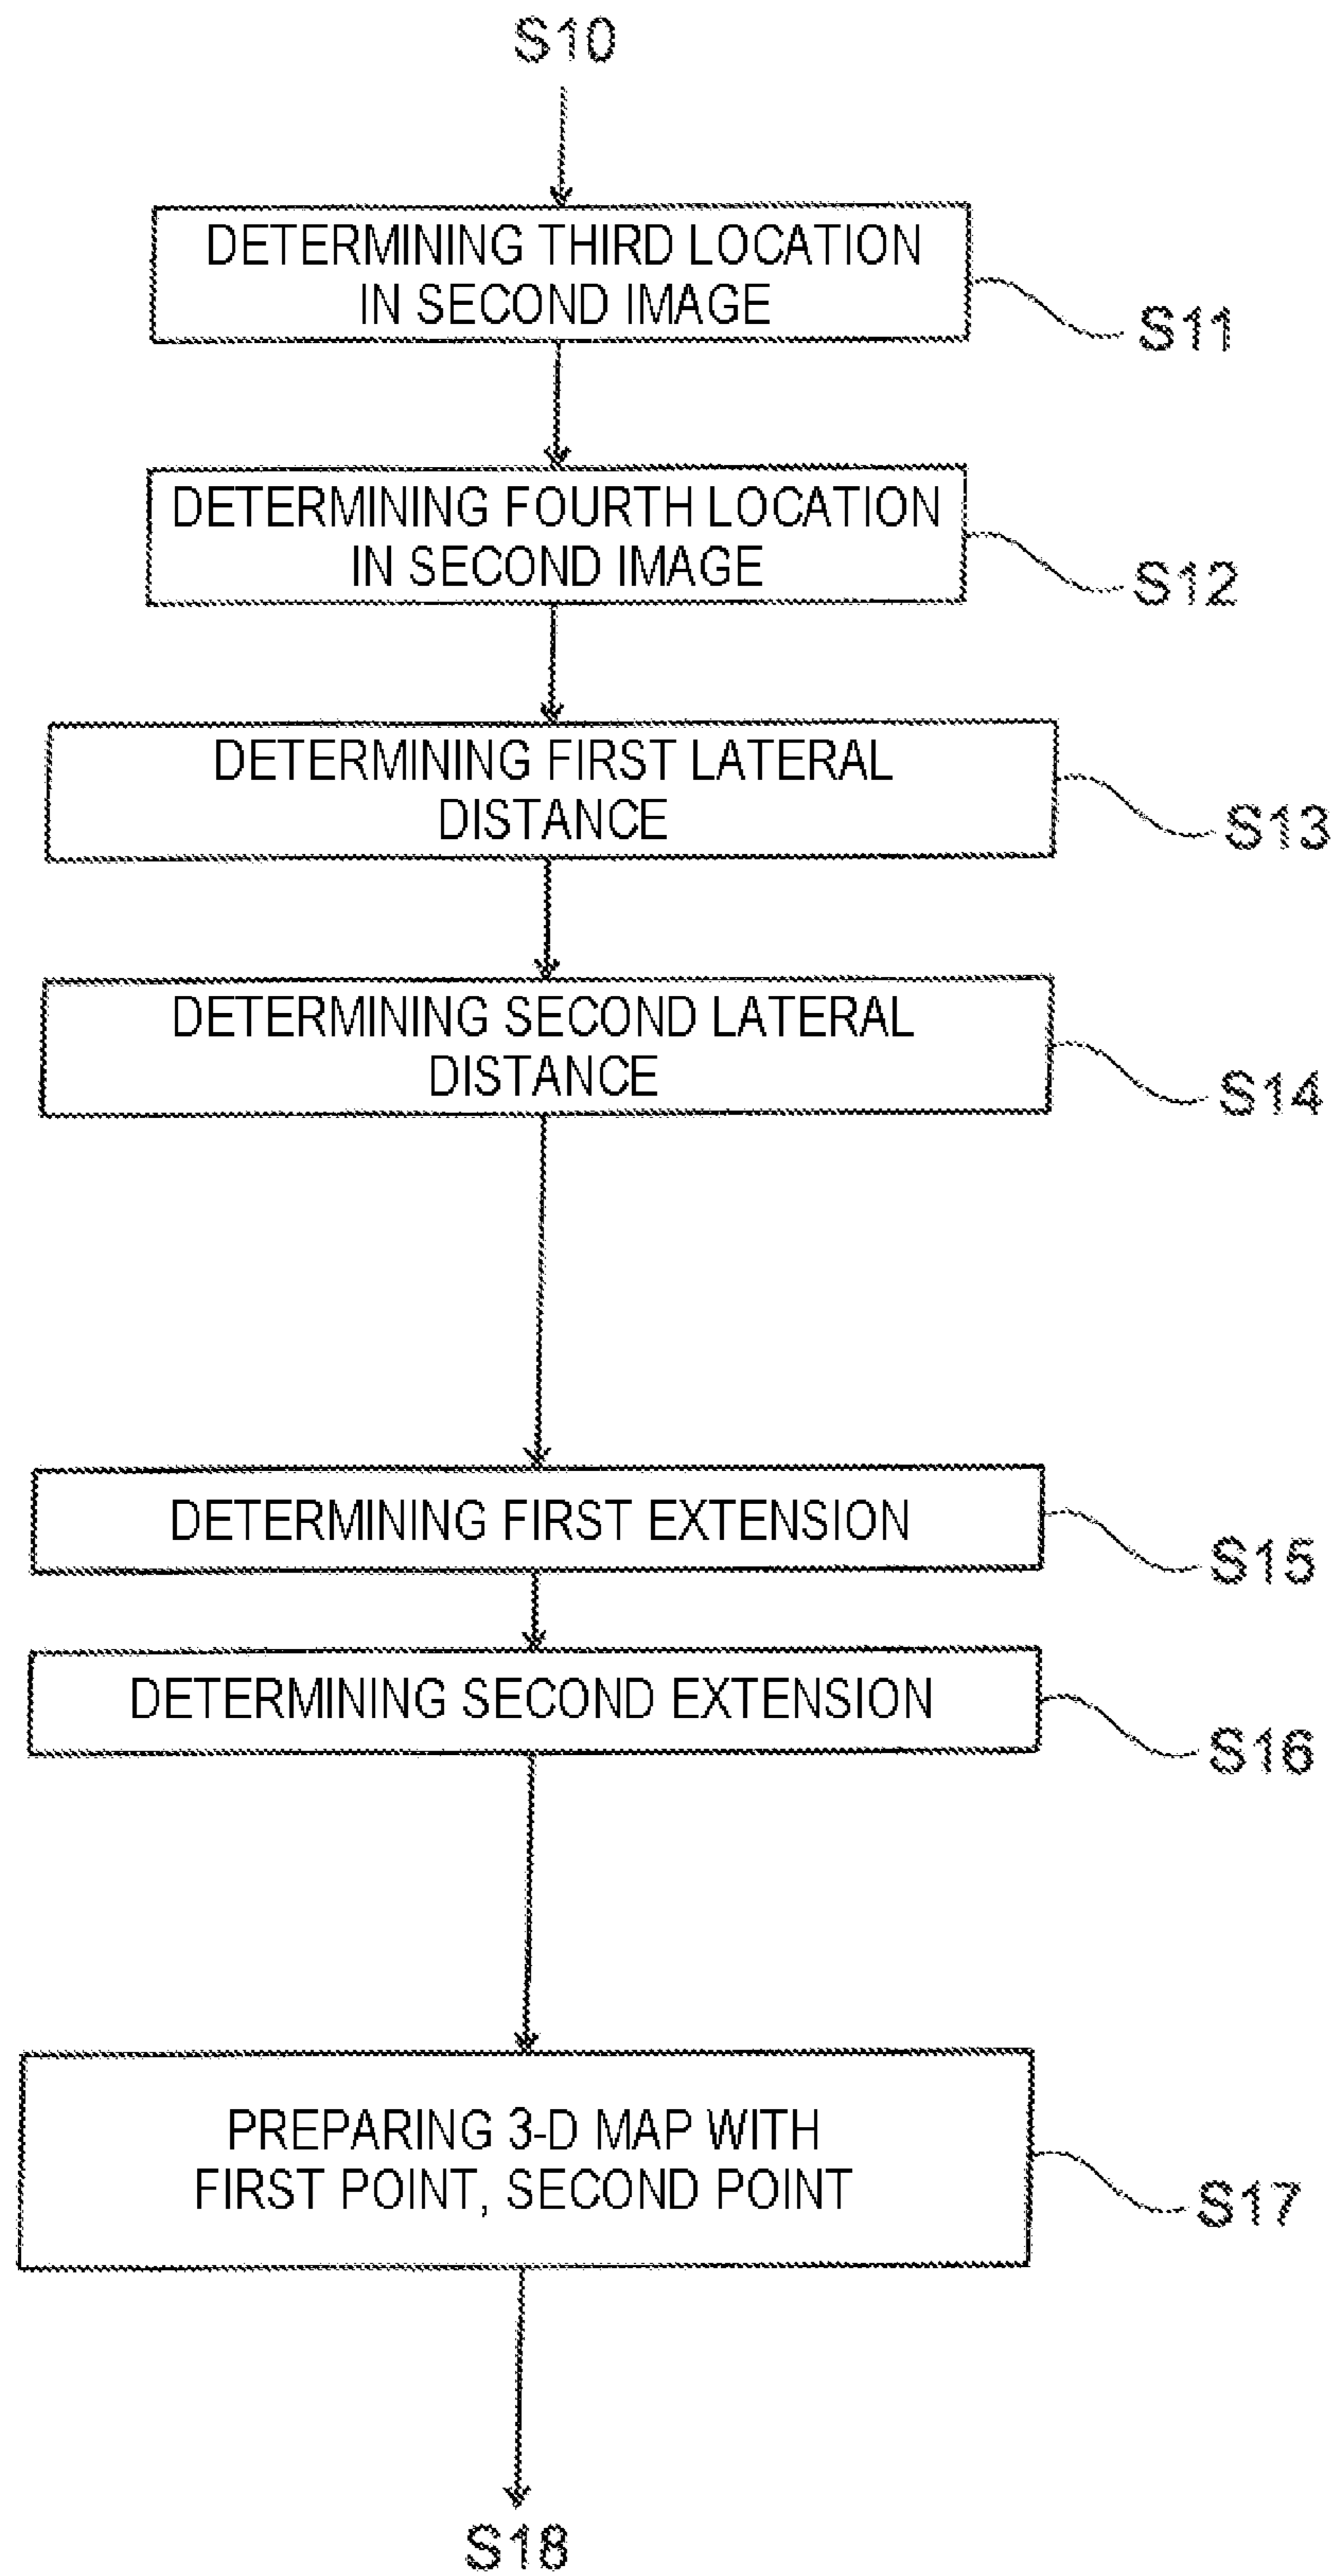 S10
DETERMINING THIRD LOCATION
IN SECOND IMAGE
S11
DETERMINING FOURTH LOCATION
IN SECOND IMAGE
S12
DETERMINING FIRST LATERAL
DISTANCE
S13
DETERMINING SECOND LATERAL
DISTANCE
S14
DETERMINING FIRST EXTENSION
S15
DETERMINING SECOND EXTENSION
S16
PREPARING 3-D MAP WITH
FIRST POINT, SECOND POINT
S17
S18